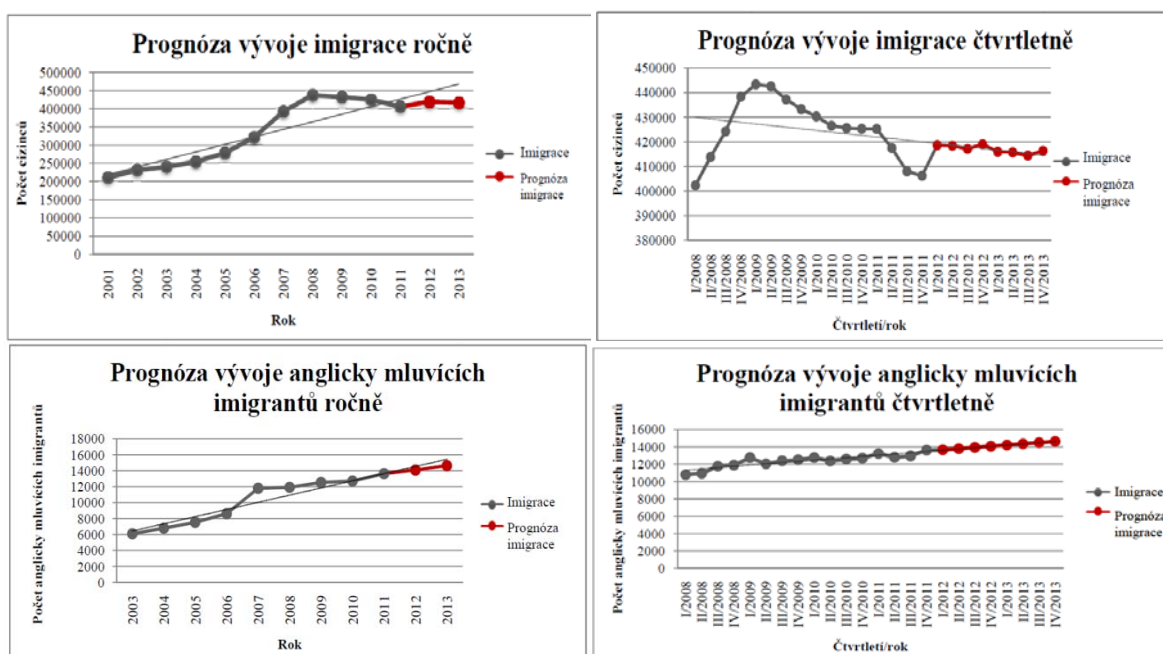 Prognóza vývoje imigrace ročně
Počet cizinců
500000
450000
400000
350000
300000
250000
200000
150000
100000
50000
0
2001
2002
2003
2004
2005
2006
2007
2008
2009
2010
2011
2012
2013
Rok
Imigrace
Prognóza
imigrace
Prognóza vývoje imigrace čtvrtletně
Počet cizinců
450000
440000
430000
420000
410000
400000
390000
380000
I/2008
II/2008
III/2008
IV/2008
I/2009
II/2009
III/2009
IV/2009
I/2010
II/2010
III/2010
IV/2010
I/2011
II/2011
III/2011
IV/2011
I/2012
II/2012
III/2012
IV/2012
I/2013
II/2013
III/2013
IV/2013
Čtvrtletí/rok
Imigrace
Prognóza
imigrace
Prognóza vývoje anglicky mluvících
imigrantů ročně
Počet anglicky mluvících imigrantů
18000
16000
14000
12000
10000
8000
6000
4000
2000
0
2003
2004
2005
2006
2007
2008
2009
2010
2011
2012
2013
Rok
Imigrace
Prognóza
imigrace
Prognóza vývoje anglicky mluvících
imigrantů čtvrtletně
Počet anglicky mluvících imigrantů
16000
14000
12000
10000
8000
6000
4000
2000
0
I/2008
II/2008
III/2008
IV/2008
I/2009
II/2009
III/2009
IV/2009
I/2010
II/2010
III/2010
IV/2010
I/2011
II/2011
III/2011
IV/2011
I/2012
II/2012
III/2012
IV/2012
I/2013
II/2013
III/2013
IV/2013
Čtvrtletí/rok
Imigrace
Prognóza
imigrace